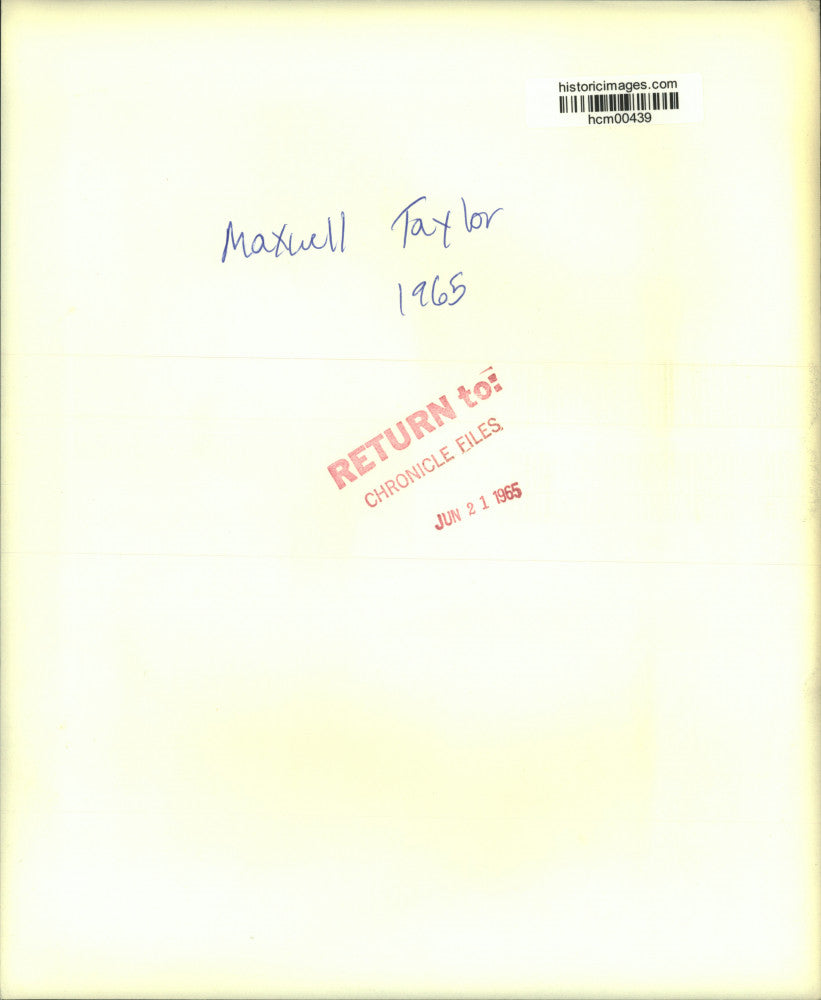 historicimages.com
hcm00439
Maxwell Taylor
1965
RETURN to:
CHRONICLE FILES
JUN 21 1965